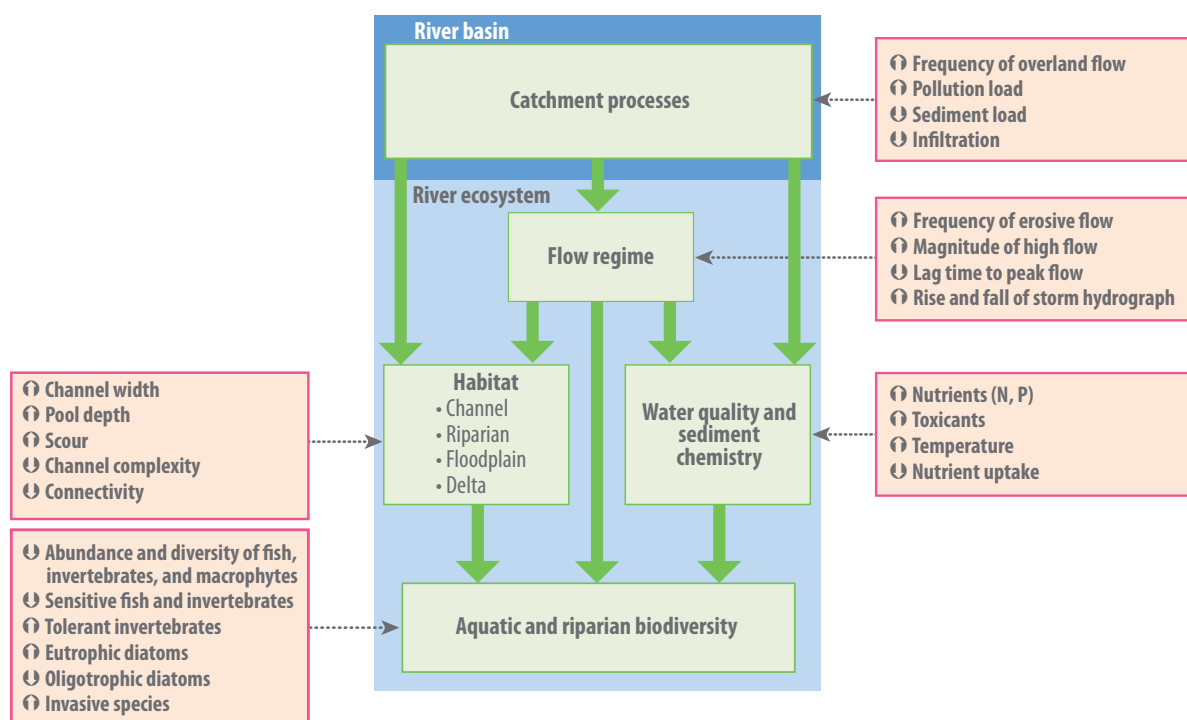 River basin
Catchment processes
⋂ Frequency of overland flow
⋂ Pollution load
⋃ Sediment load
⋃ Infiltration
River ecosystem
Flow regime
⋂ Frequency of erosive flow
⋂ Magnitude of high flow
⋃ Lag time to peak flow
⋂ Rise and fall of storm hydrograph
⋂ Channel width
⋂ Pool depth
⋂ Scour
⋃ Channel complexity
⋃ Connectivity
Habitat
• Channel
• Riparian
• Floodplain
• Delta
Water quality and
sediment
chemistry
⋂ Nutrients (N, P)
⋂ Toxicants
⋂ Temperature
⋃ Nutrient uptake
⋃ Abundance and diversity of fish,
invertebrates, and macrophytes
⋃ Sensitive fish and invertebrates
⋂ Tolerant invertebrates
⋂ Eutrophic diatoms
⋃ Oligotrophic diatoms
⋂ Invasive species
Aquatic and riparian biodiversity